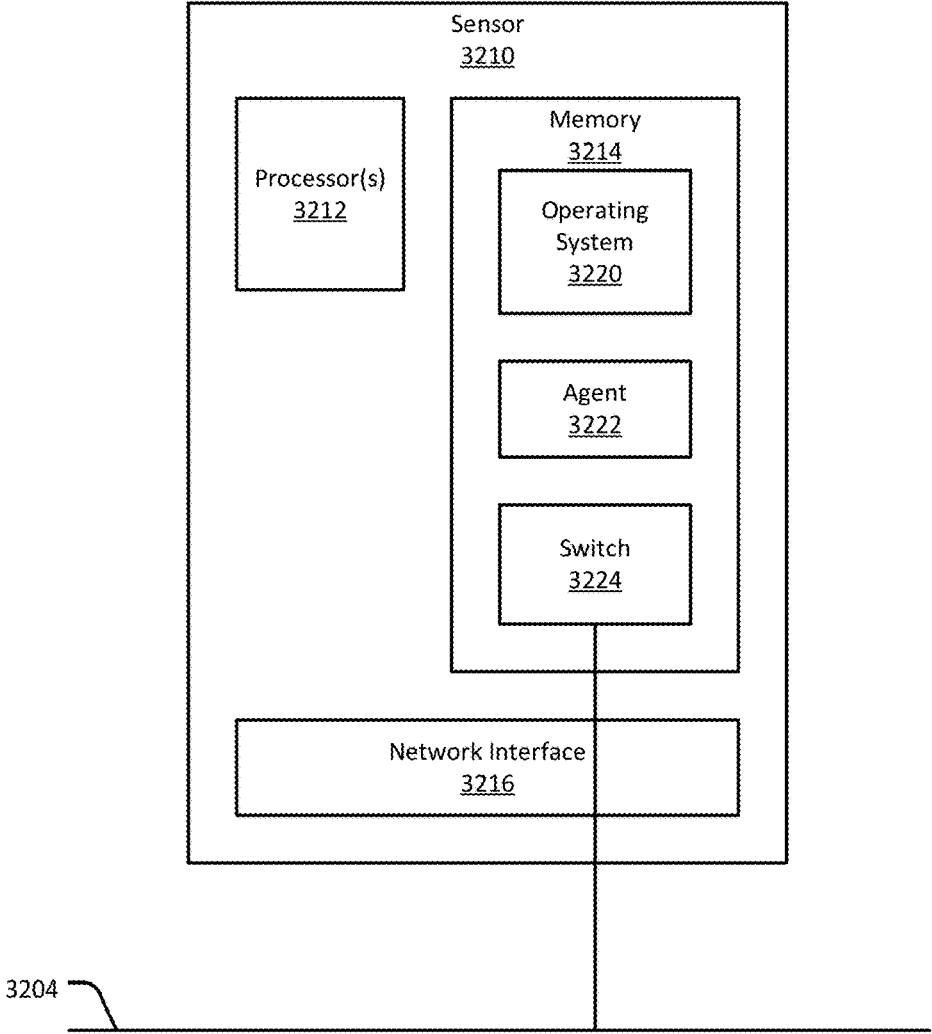 Sensor
3210
Processor(s)
3212
Memory
3214
Operating
System
3220
Agent
3222
Switch
3224
Network Interface
3216
3204